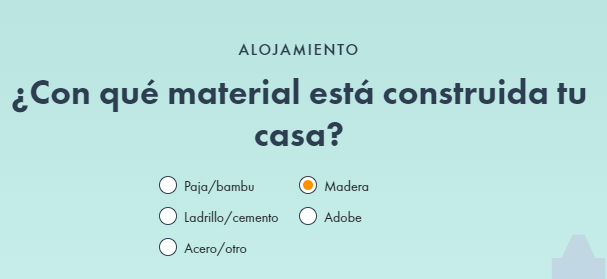 ALOJAMIENTO
¿Con qué material está construida tu
casa?
Paja/bambu
Madera
Ladrillo/cemento
Adobe
Acero/otro